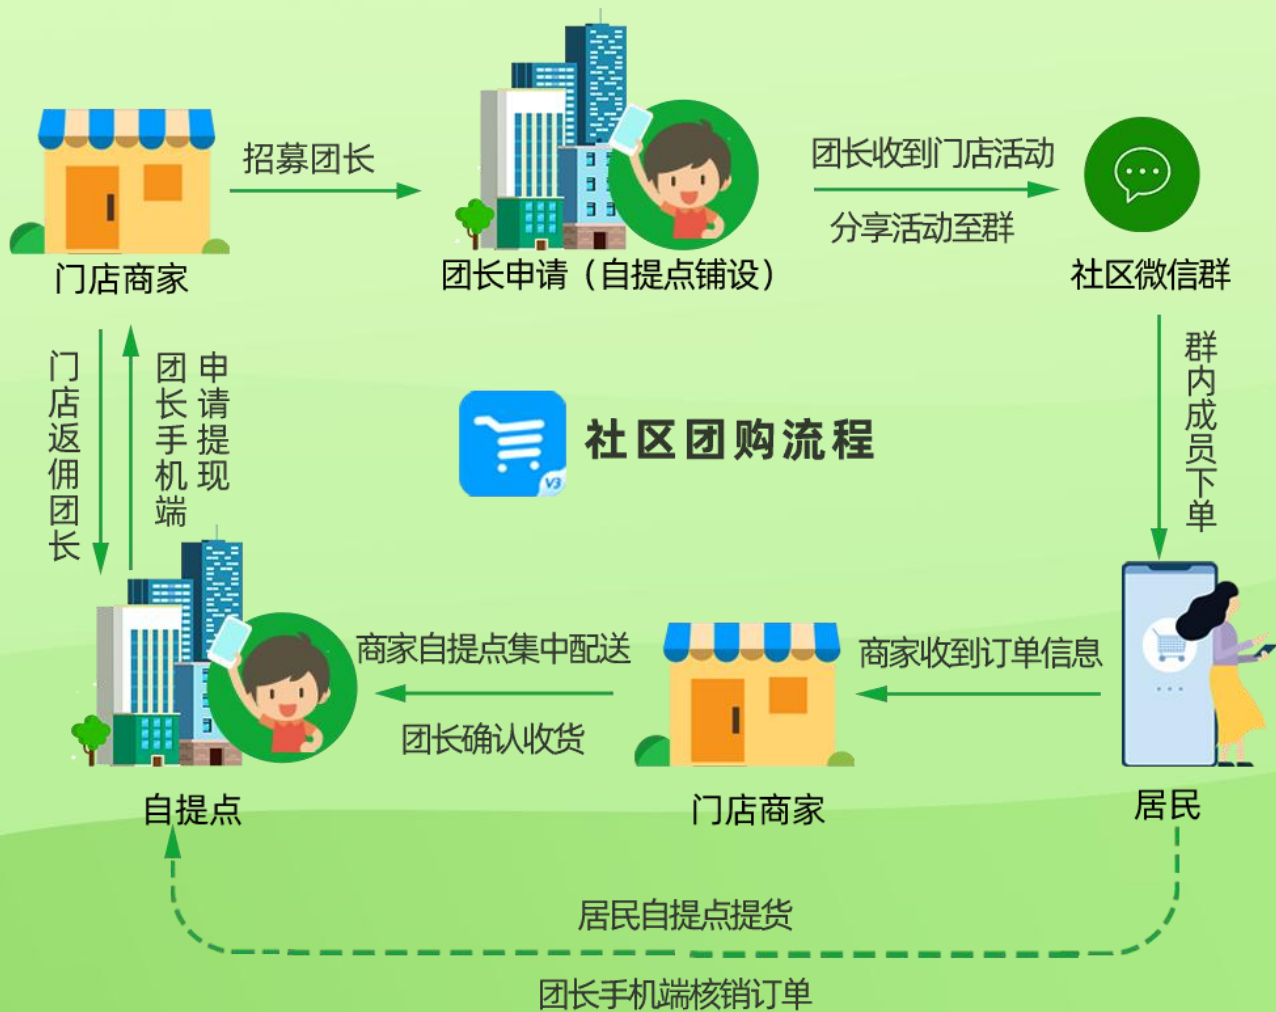 招募团长
团长收到门店活动
分享活动至群
门店商家
团长申请（自提点铺设）
社区微信群
门店返佣团长
团长手机端
申请提现
社区团购流程
V3
群内成员下单
商家自提点集中配送
团长确认收货
商家收到订单信息
自提点
门店商家
居民
居民自提点提货
团长手机端核销订单